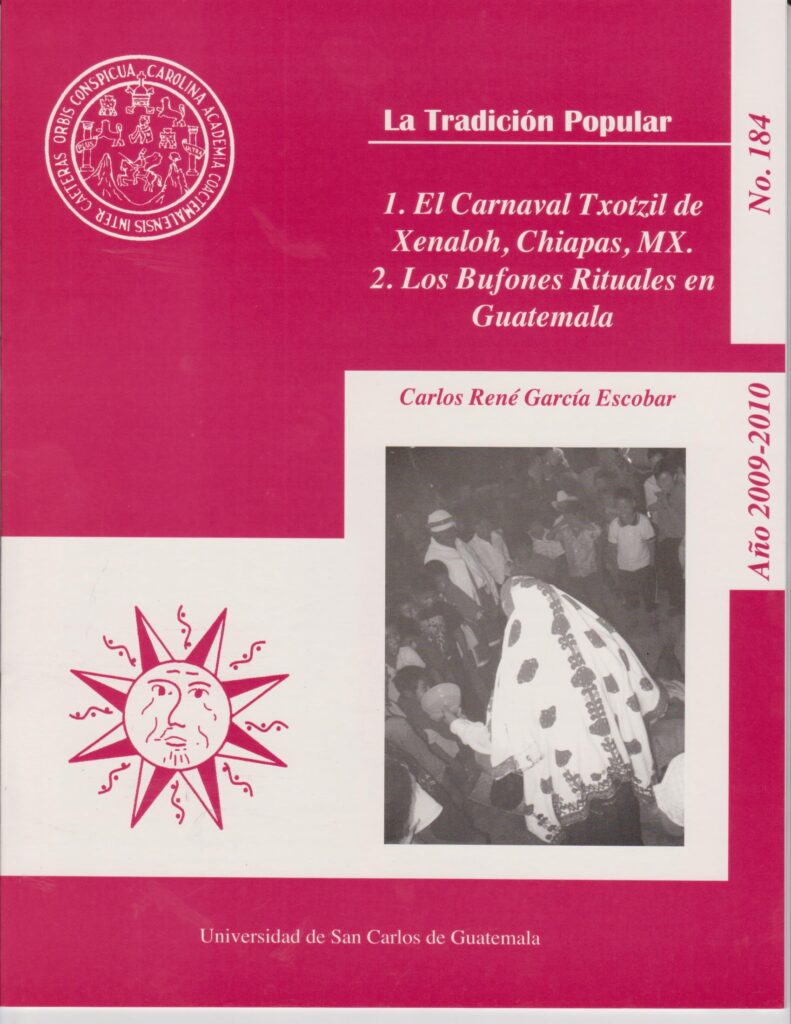 CAROLINA ACADEMIA COACTEMALENSIS INTER CAETERAS ORBIS CONSPICUA
PLUS
ULTRA
La Tradición Popular
No. 184
1. El Carnaval Txotzil de
Xenaloh, Chiapas, MX.
2. Los Bufones Rituales en
Guatemala
Carlos René García Escobar
Año 2009-2010
Universidad de San Carlos de Guatemala